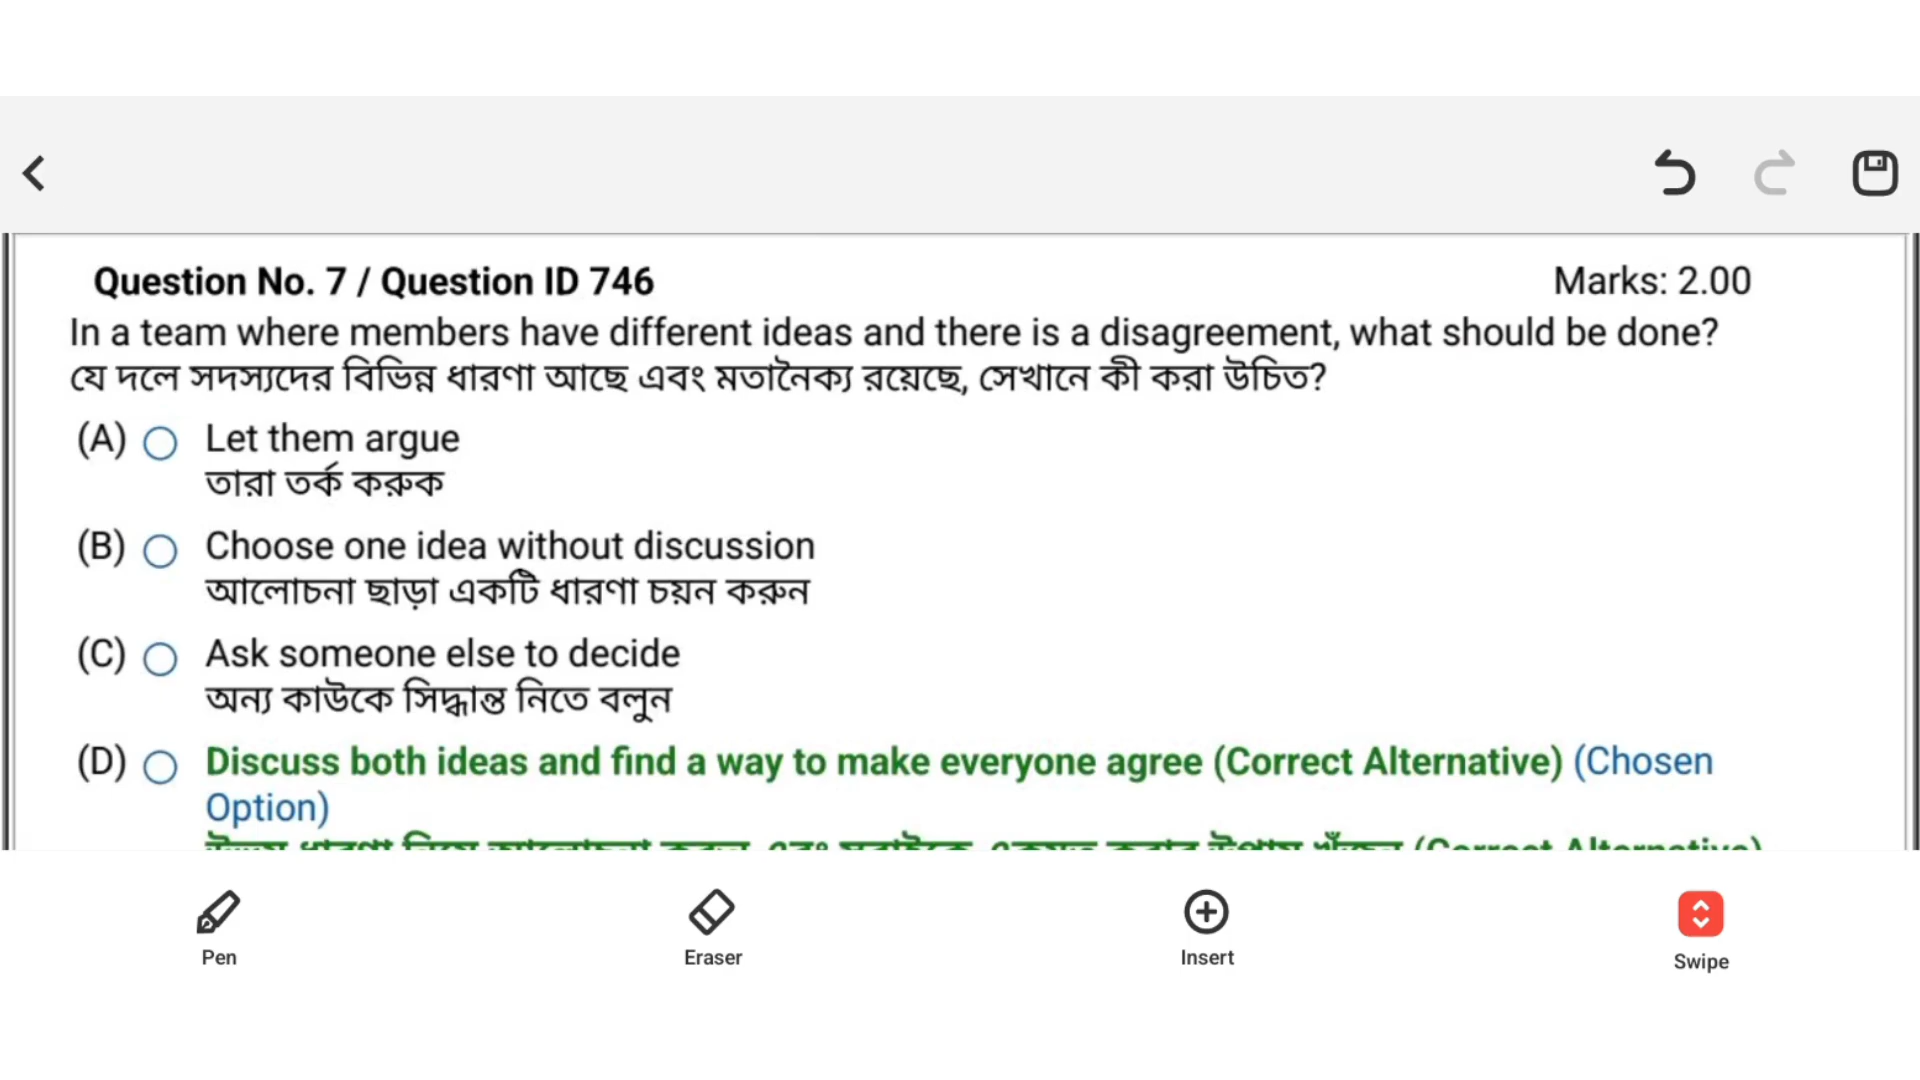 Question No. 7 / Question ID 746
Marks: 2.00
In a team where members have different ideas and there is a disagreement, what should be done?
যে দলে সদস্যদের বিভিন্ন ধারণা আছে এবং মতানৈক্য রয়েছে, সেখানে কী করা উচিত?
(A) Let them argue
তারা তর্ক করুক
(B) Choose one idea without discussion
আলোচনা ছাড়া একটি ধারণা চয়ন করুন
(C) Ask someone else to decide
অন্য কাউকে সিদ্ধান্ত নিতে বলুন
(D) Discuss both ideas and find a way to make everyone agree (Correct Alternative) (Chosen
Option)
Pen
Eraser
Insert
Swipe